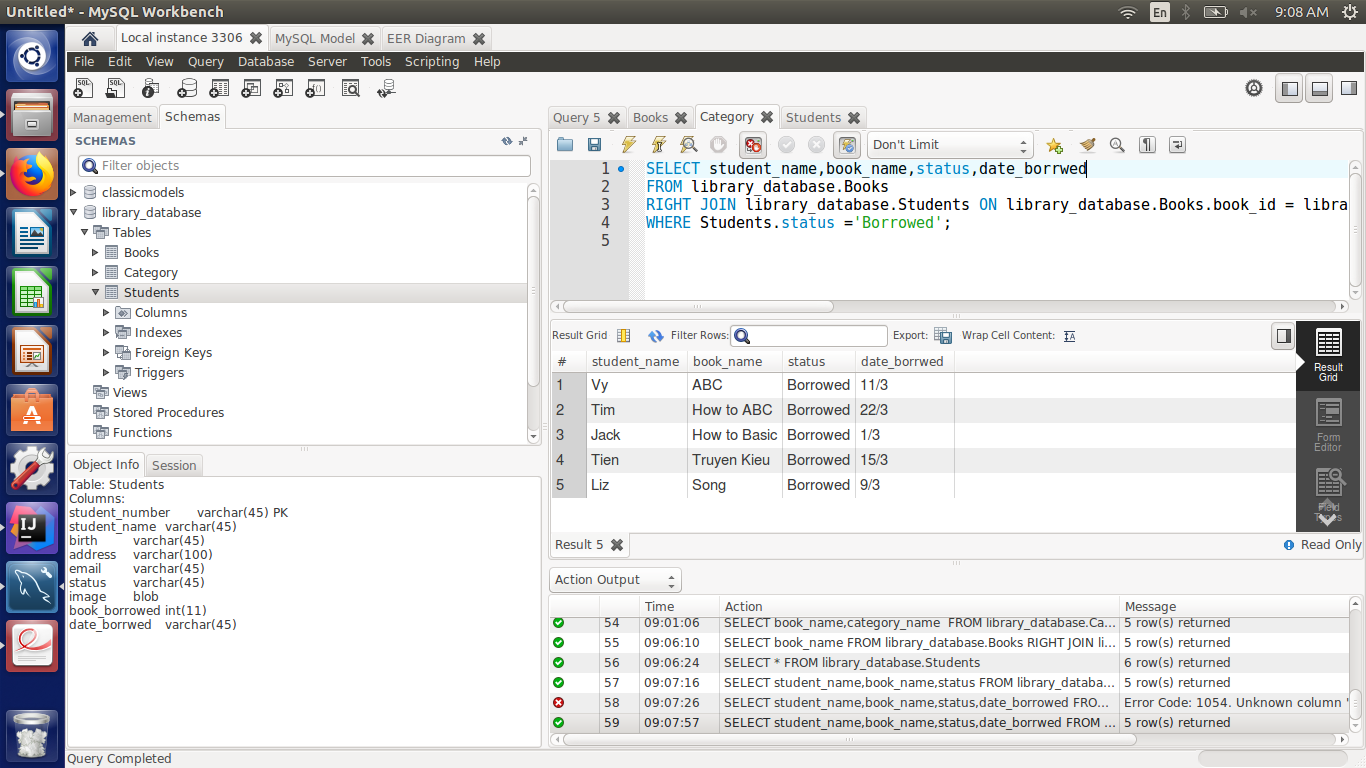 Untitled* - MySQL Workbench
En
9:08 AM
Local instance 3306
MySQL Model
EER Diagram
File Edit View Query Database Server Tools Scripting Help
Management
Schemas
SCHEMAS
Filter objects
classicmodels
library_database
Tables
Books
Category
Students
Columns
Indexes
Foreign Keys
Triggers
Views
Stored Procedures
Functions
Object Info
Session
Table: Students
Columns:
student_number varchar(45) PK
student_name varchar(45)
birth varchar(45)
address varchar(100)
email varchar(45)
status varchar(45)
image blob
book_borrowed int(11)
date_borrwed varchar(45)
Query 5
Books
Category
Students
Don't Limit
1 SELECT student_name,book_name,status,date_borrwed
2 FROM library_database.Books
3 RIGHT JOIN library_database.Students ON library_database.Books.book_id = libra
4 WHERE Students.status ='Borrowed';
5
Result Grid
Filter Rows:
Export:
Wrap Cell Content:
# student_name book_name status date_borrwed
1 Vy ABC Borrowed 11/3
2 Tim How to ABC Borrowed 22/3
3 Jack How to Basic Borrowed 1/3
4 Tien Truyen Kieu Borrowed 15/3
5 Liz Song Borrowed 9/3
Result
Grid
Form
Editor
Field
Types
Result 5
Read Only
Action Output
Time Action Message
54 09:01:06 SELECT book_name,category_name FROM library_database.Ca... 5 row(s) returned
55 09:06:10 SELECT book_name FROM library_database.Books RIGHT JOIN li... 5 row(s) returned
56 09:06:24 SELECT * FROM library_database.Students 6 row(s) returned
57 09:07:16 SELECT student_name,book_name,status FROM library_databa... 5 row(s) returned
58 09:07:26 SELECT student_name,book_name,status,date_borrowed FRO... Error Code: 1054. Unknown column '
59 09:07:57 SELECT student_name,book_name,status,date_borrwed FROM ... 5 row(s) returned
Query Completed